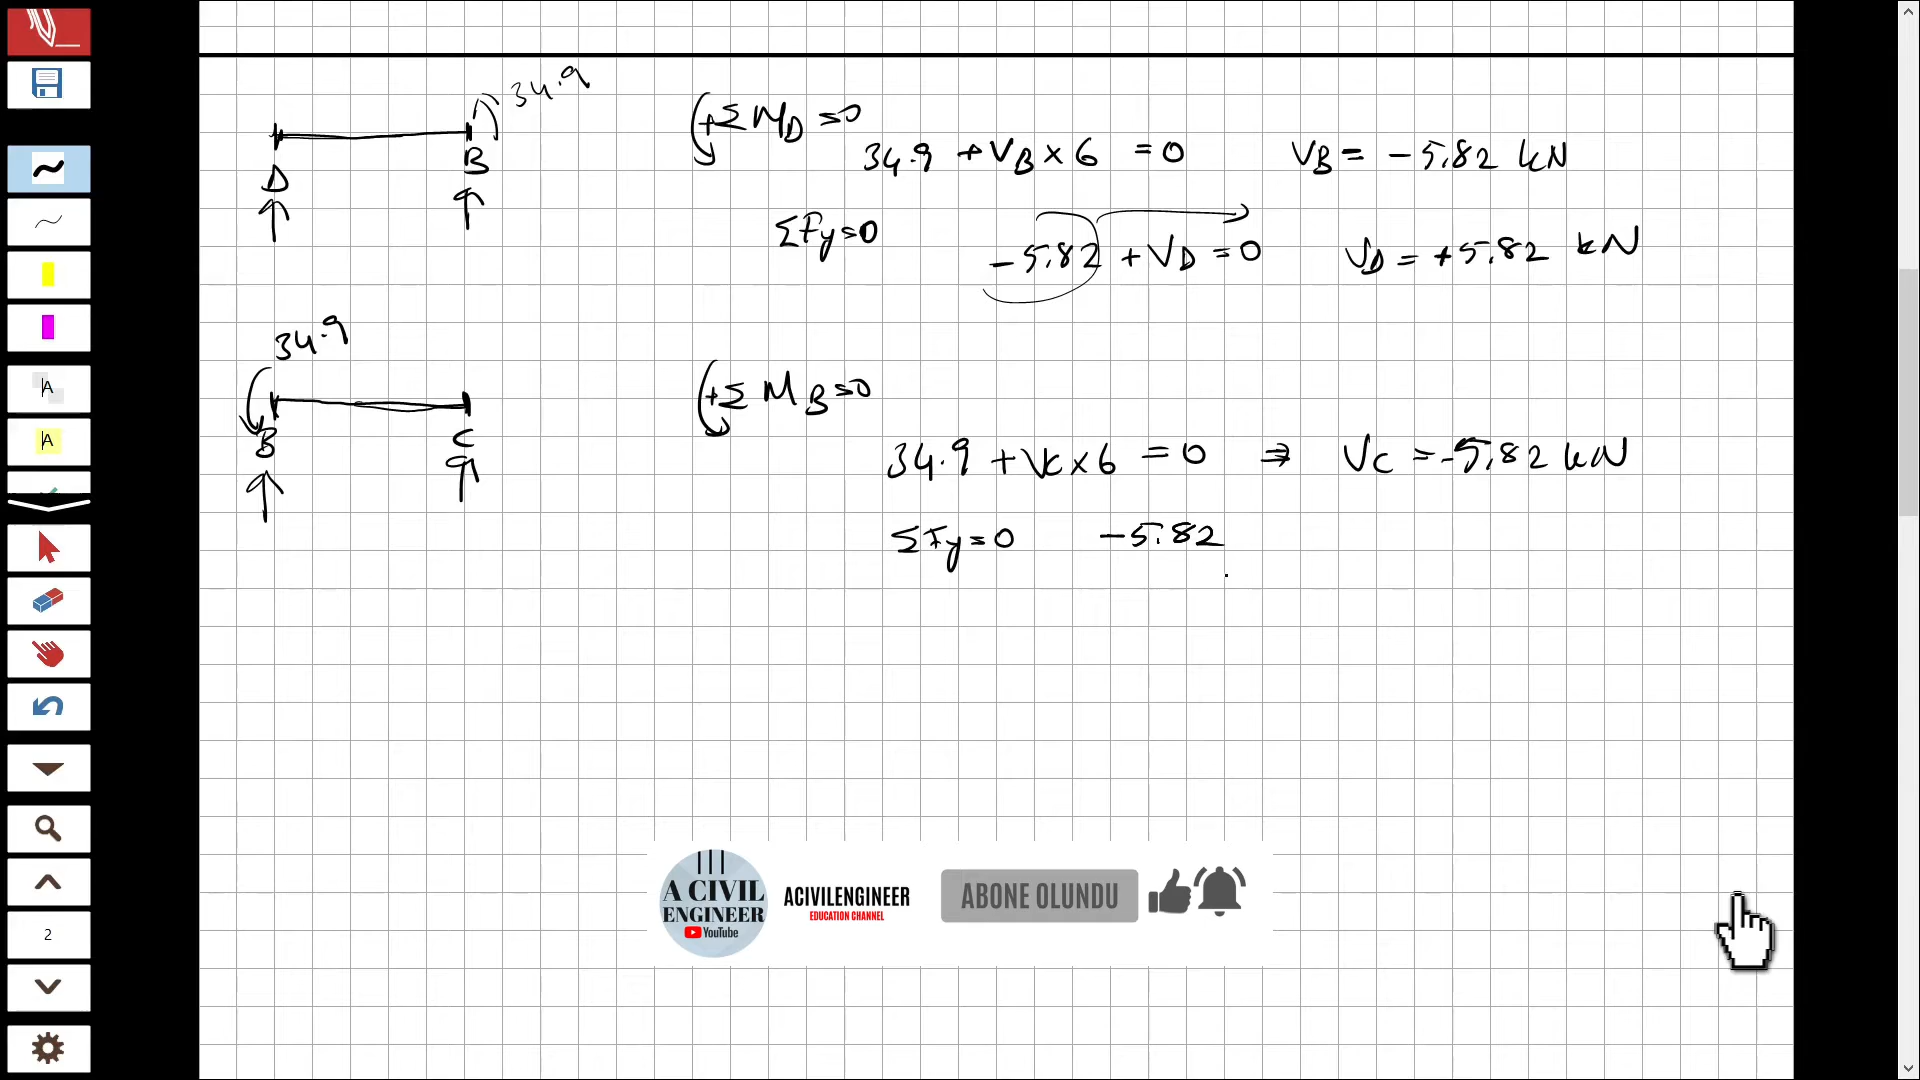 34.9
D
B
+ΣM_D=0
34.9 +V_B×6 =0
V_B= -5.82 kN
ΣFy=0
-5.82 +V_D=0
V_D= +5.82 kN
34.9
B
C
+ΣM_B=0
34.9 +Vc×6 =0 ⇒ Vc =-5.82 kN
ΣFy=0 -5.82
A
A
2
A CIVIL
ENGINEER
YouTube
ACIVILENGINEER
EDUCATION CHANNEL
ABONE OLUNDU